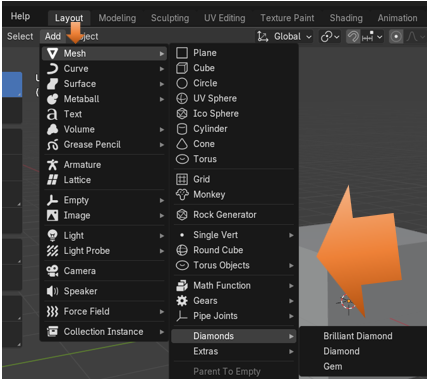 Help Layout Modeling Sculpting UV Editing Texture Paint Shading Animation
Select Add Object Global
Mesh
Curve
Surface
Metaball
Text
Volume
Grease Pencil
Armature
Lattice
Empty
Image
Light
Light Probe
Camera
Speaker
Force Field
Collection Instance
Plane
Cube
Circle
UV Sphere
Ico Sphere
Cylinder
Cone
Torus
Grid
Monkey
Rock Generator
Single Vert
Round Cube
Torus Objects
Math Function
Gears
Pipe Joints
Diamonds
Extras
Parent To Empty
Brilliant Diamond
Diamond
Gem